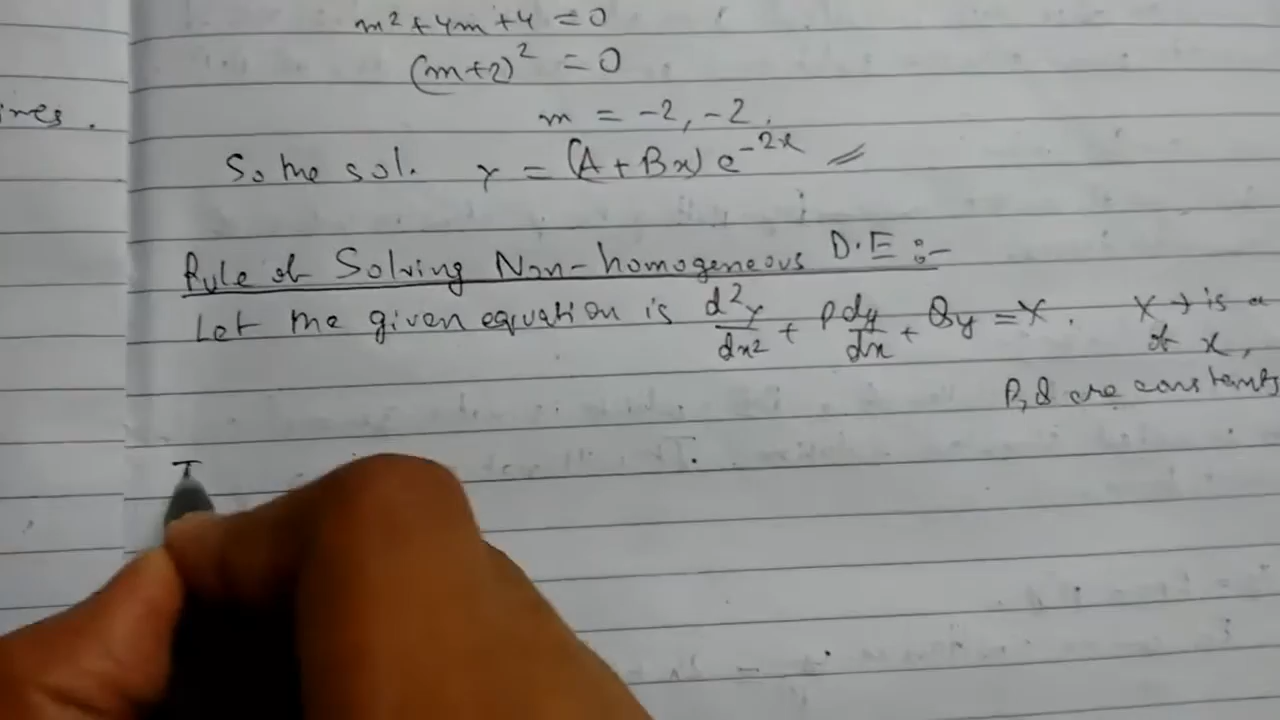 m² + 4m + 4 = 0
(m+2)² = 0
m = -2, -2.
So the sol. y = (A + Bx) e^-2x
Rule of Solving Non-homogeneous D.E :-
Let the given equation is d²y/dx² + P dy/dx + Qy = X. X → is a
of x,
P, Q are constants